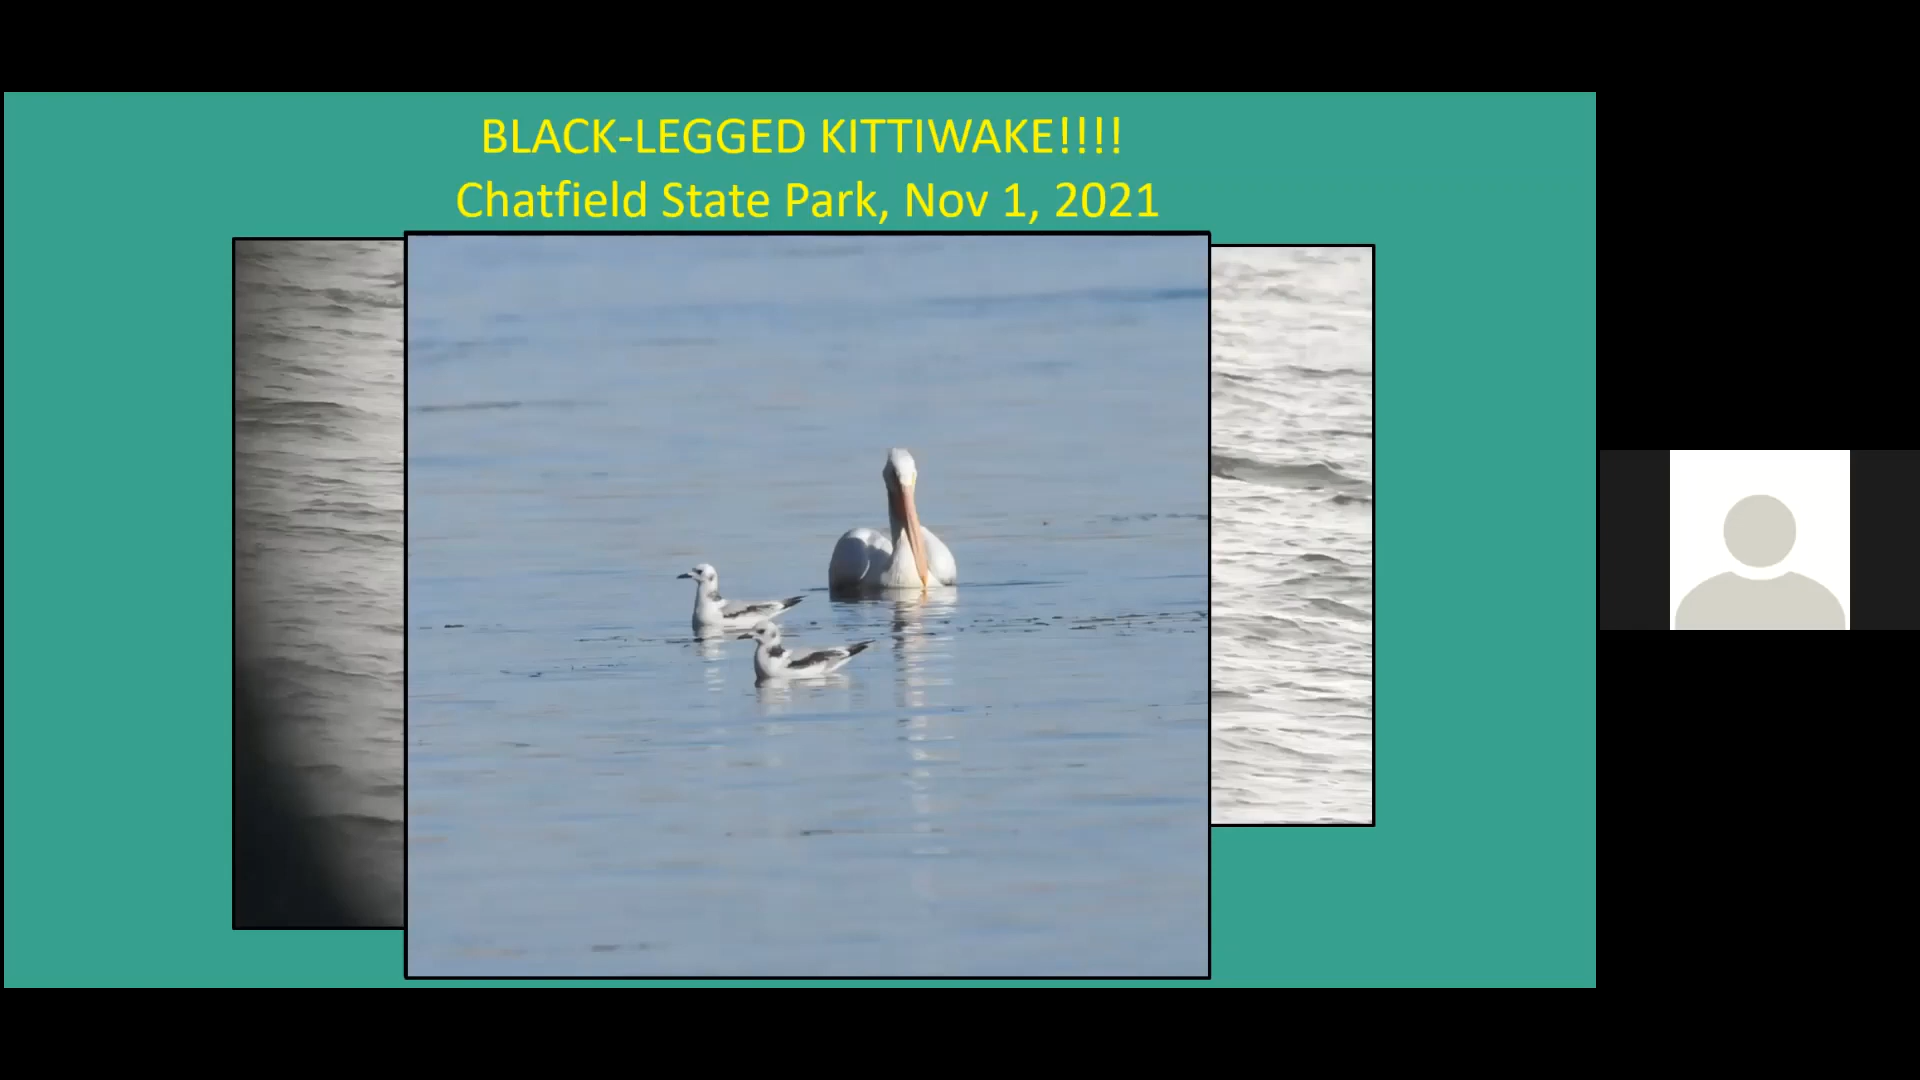 BLACK-LEGGED KITTIWAKE!!!!
Chatfield State Park, Nov 1, 2021